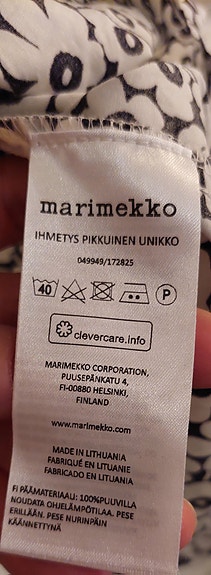 marimekko
IHMETYS PIKKUINEN UNIKKO
049949/172825
40 P
clevercare.info
MARIMEKKO CORPORATION,
PUUSEPÄNKATU 4,
FI-00880 HELSINKI,
FINLAND
www.marimekko.com
MADE IN LITHUANIA
FABRIQUÉ EN LITUANIE
FABRICADO EN LITUANIA
FI PÄÄMATERIAALI: 100%PUUVILLA
NOUDATA OHJELÄMPÖTILAA. PESE
ERILLÄÄN. PESE NURINPÄIN
KÄÄNNETTYNÄ